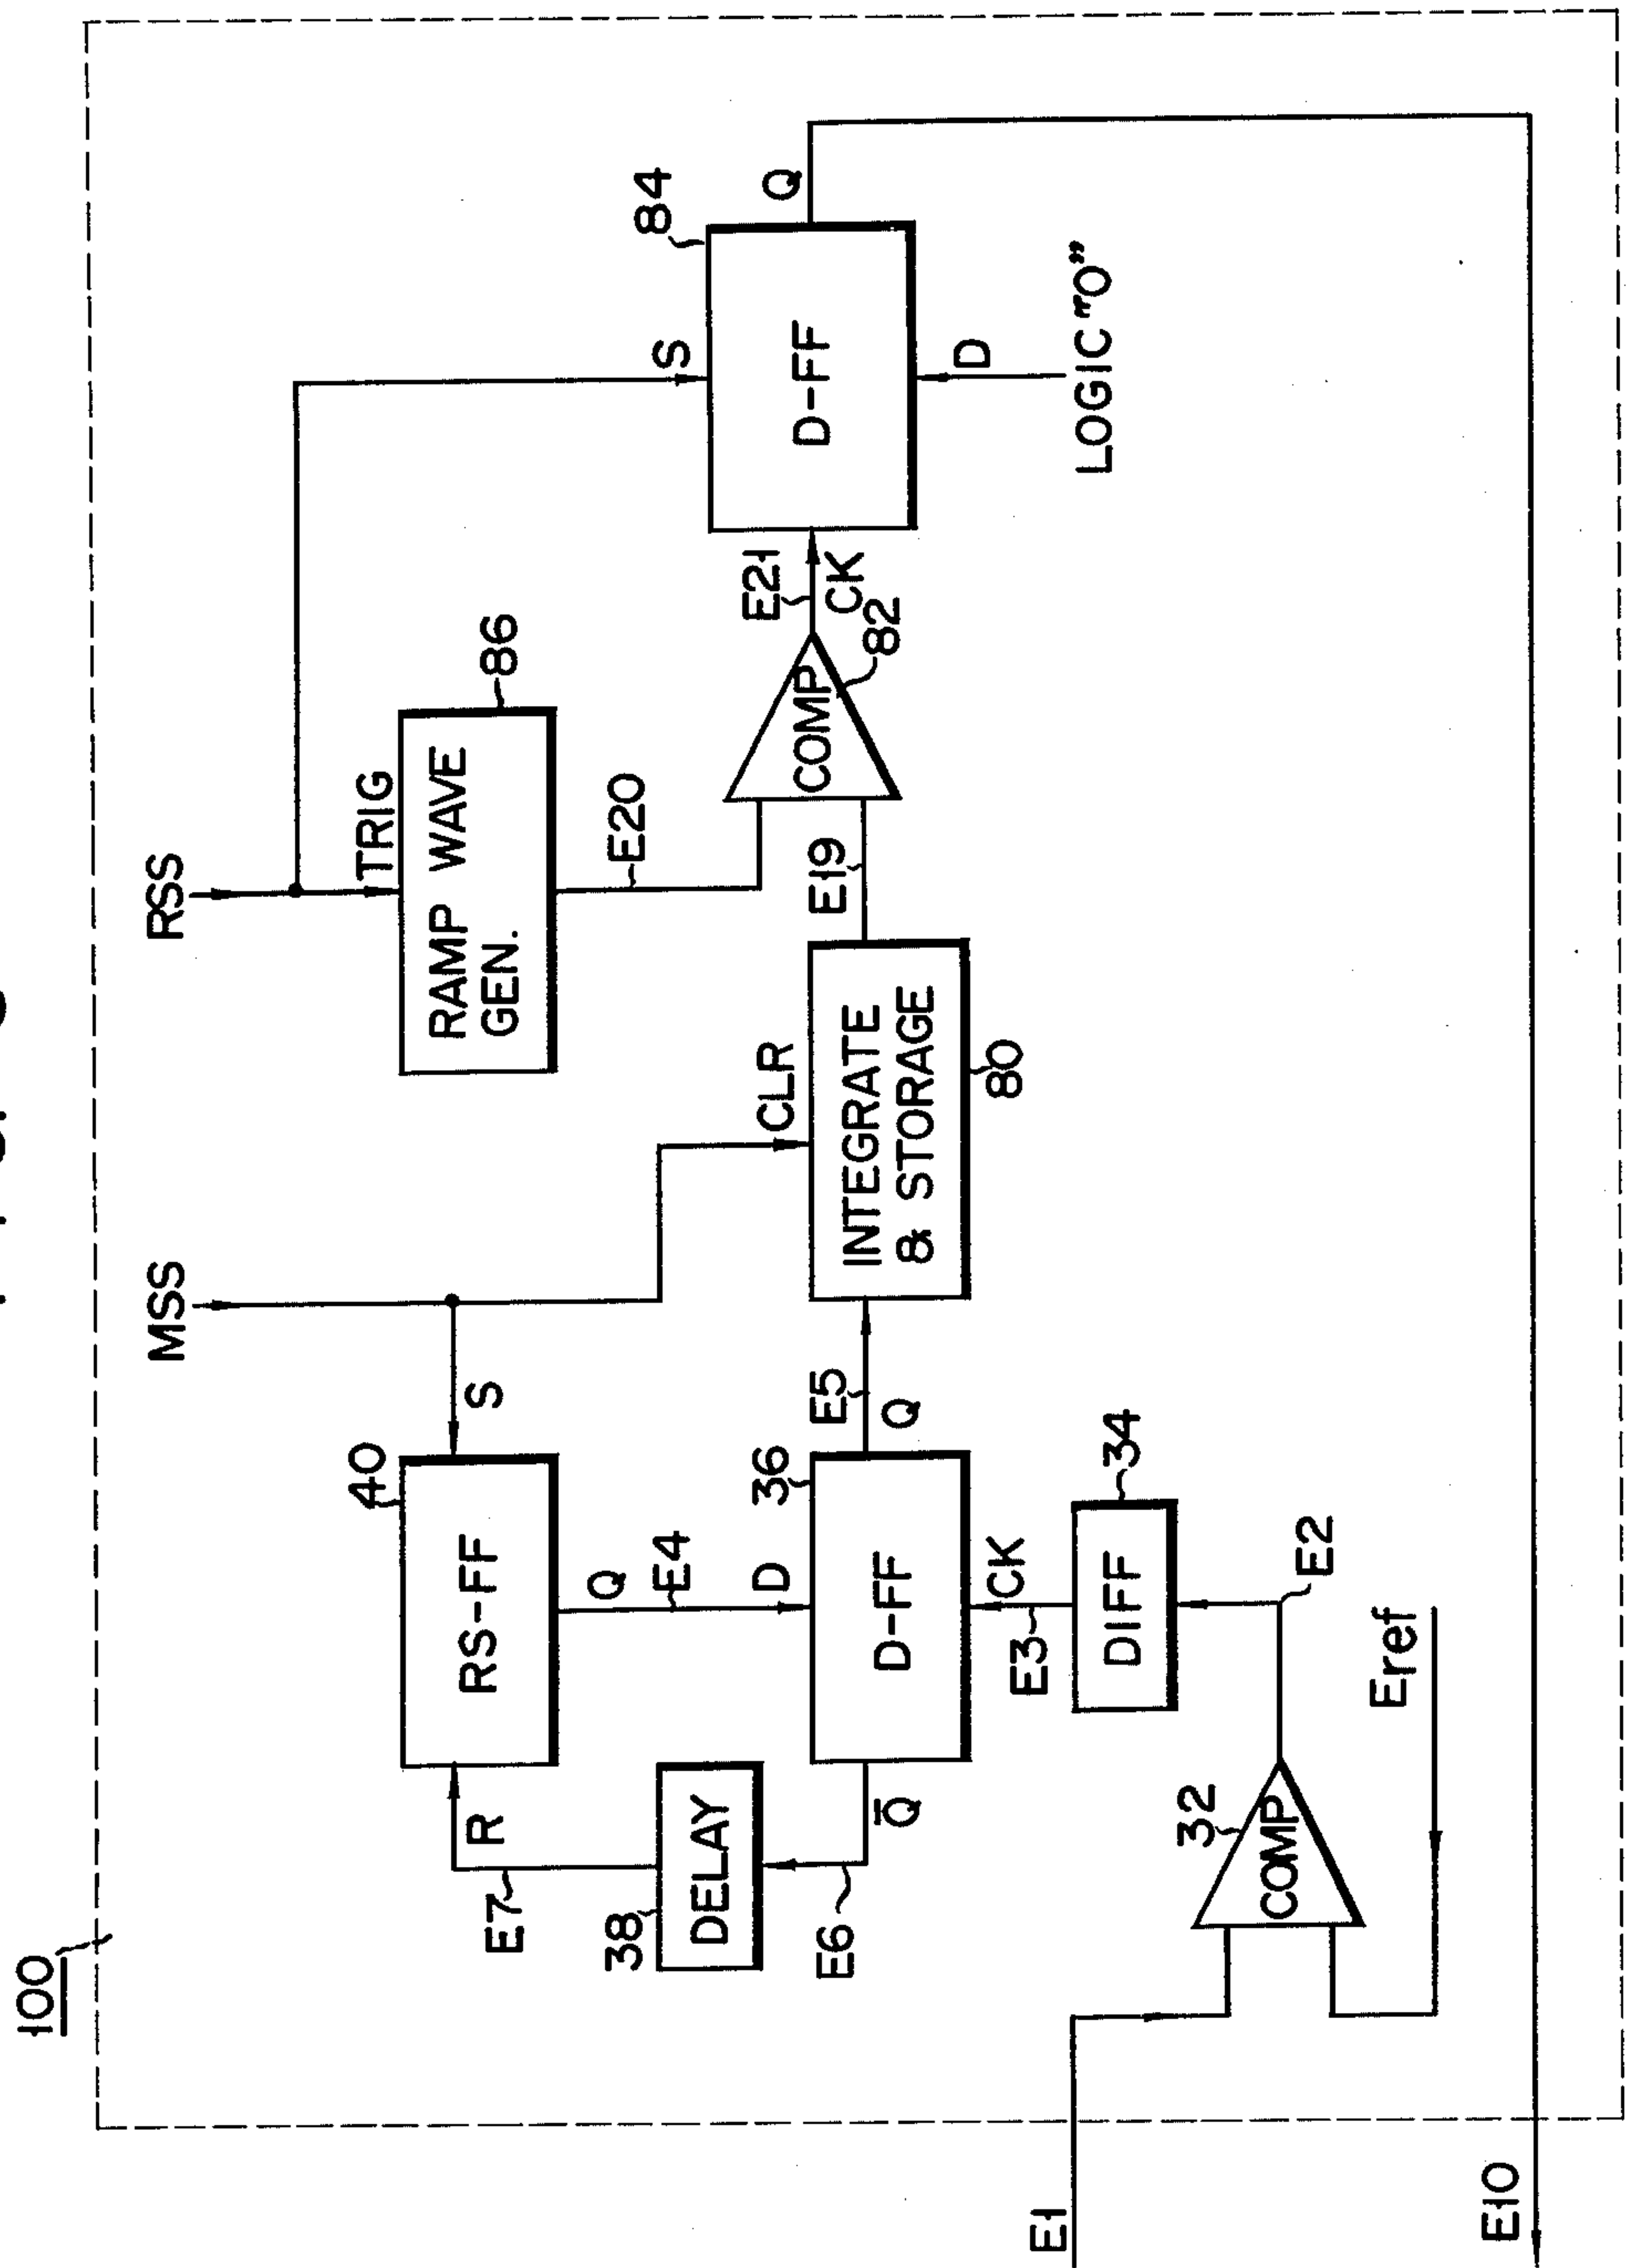 100
MSS
RSS
40
RS-FF
S
R
Q
E7
E4
38
DELAY
E6
Q̄
D
36
D-FF
E5
Q
CK
E3
34
DIFF
E2
32
COMP
Eref
E1
CLR
INTEGRATE
& STORAGE
80
TRIG
86
RAMP WAVE
GEN.
E20
E19
COMP
82
E21
CK
S
84
D-FF
Q
D
LOGIC "0"
E10